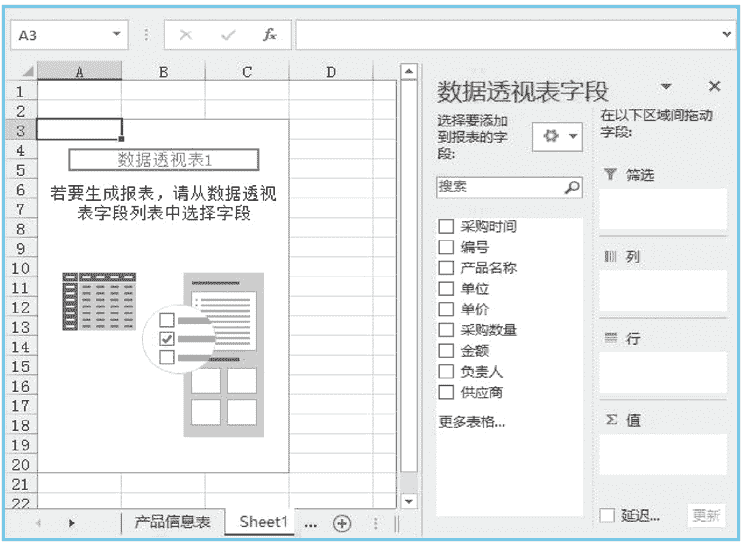 A3
fx
A B C D
1
2
3
4
5
6
7
8
9
10
11
12
13
14
15
16
17
18
19
20
21
22
数据透视表1
若要生成报表，请从数据透视
表字段列表中选择字段
产品信息表 Sheet1 ...
数据透视表字段
选择要添加
到报表的字
段:
搜索
采购时间
编号
产品名称
单位
单价
采购数量
金额
负责人
供应商
更多表格...
在以下区域间拖动
字段:
筛选
列
行
Σ 值
延迟... 更新